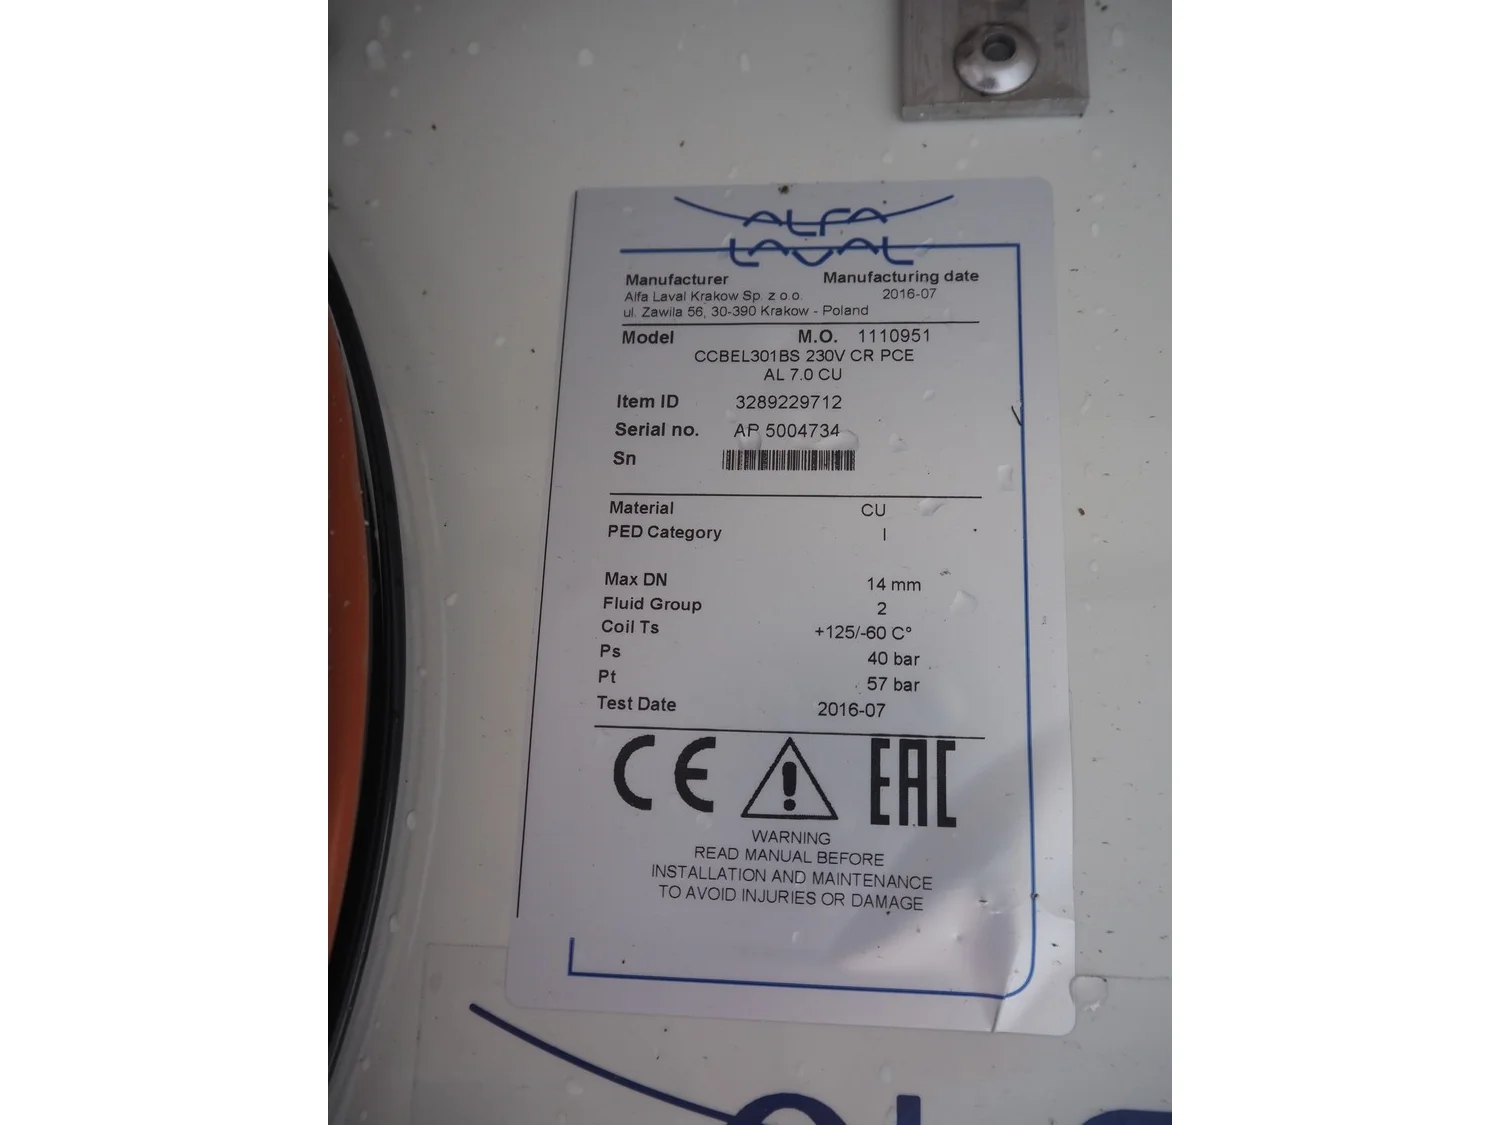 ALFA
LAVAL
Manufacturer Manufacturing date
Alfa Laval Krakow Sp. z o.o. 2016-07
ul. Zawila 56, 30-390 Krakow - Poland
Model M.O. 1110951
CCBEL301BS 230V CR PCE
AL 7.0 CU
Item ID 3289229712
Serial no. AP 5004734
Sn
Material CU
PED Category I
Max DN 14 mm
Fluid Group 2
Coil Ts +125/-60 C°
Ps 40 bar
Pt 57 bar
Test Date 2016-07
CE EAC
WARNING
READ MANUAL BEFORE
INSTALLATION AND MAINTENANCE
TO AVOID INJURIES OR DAMAGE